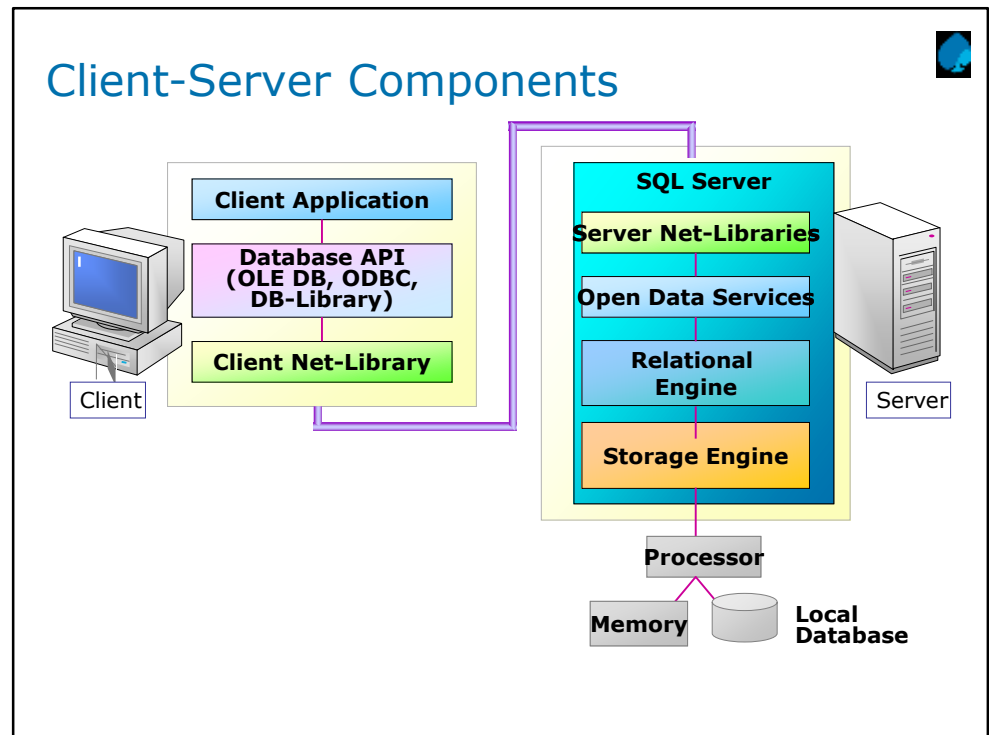 Client-Server Components
Client Application
Database API
(OLE DB, ODBC,
DB-Library)
Client Net-Library
Client
SQL Server
Server Net-Libraries
Open Data Services
Relational
Engine
Storage Engine
Server
Processor
Memory
Local
Database